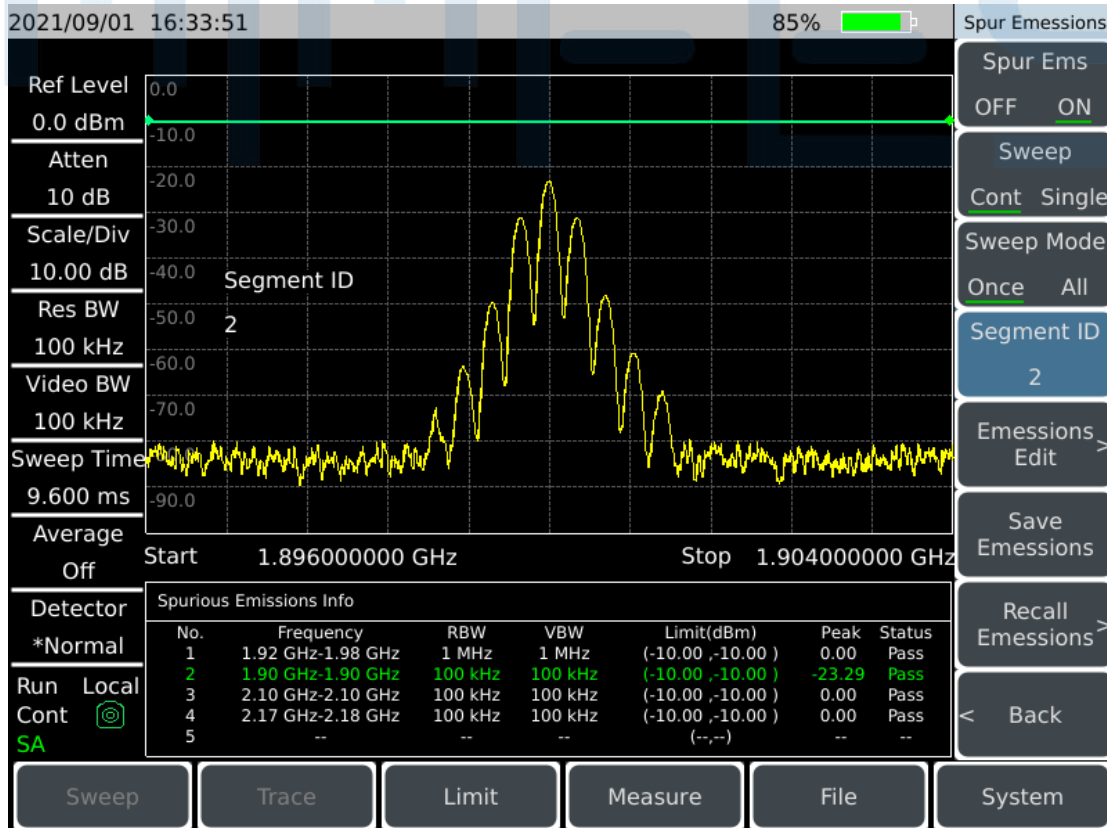 2021/09/01 16:33:51 85% Spur Emessions
Ref Level
0.0 dBm
Atten
10 dB
Scale/Div
10.00 dB
Res BW
100 kHz
Video BW
100 kHz
Sweep Time
9.600 ms
Average
Off
Detector
*Normal
Run Local
Cont
SA
0.0
-10.0
-20.0
-30.0
-40.0
-50.0
-60.0
-70.0
-90.0
Segment ID
2
Start 1.896000000 GHz Stop 1.904000000 GHz
Spurious Emissions Info
No. Frequency RBW VBW Limit(dBm) Peak Status
1 1.92 GHz-1.98 GHz 1 MHz 1 MHz (-10.00 ,-10.00 ) 0.00 Pass
2 1.90 GHz-1.90 GHz 100 kHz 100 kHz (-10.00 ,-10.00 ) -23.29 Pass
3 2.10 GHz-2.10 GHz 100 kHz 100 kHz (-10.00 ,-10.00 ) 0.00 Pass
4 2.17 GHz-2.18 GHz 100 kHz 100 kHz (-10.00 ,-10.00 ) 0.00 Pass
5 -- -- -- (--,--) -- --
Spur Ems
OFF ON
Sweep
Cont Single
Sweep Mode
Once All
Segment ID
2
Emessions >
Edit
Save
Emessions
Recall
Emessions >
< Back
Sweep Trace Limit Measure File System